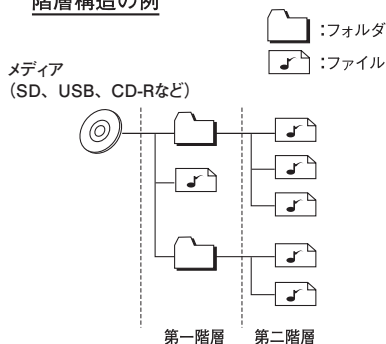 階層構造の例
:フォルダ
:ファイル
メディア
（SD、USB、CD-Rなど）
第一階層
第二階層